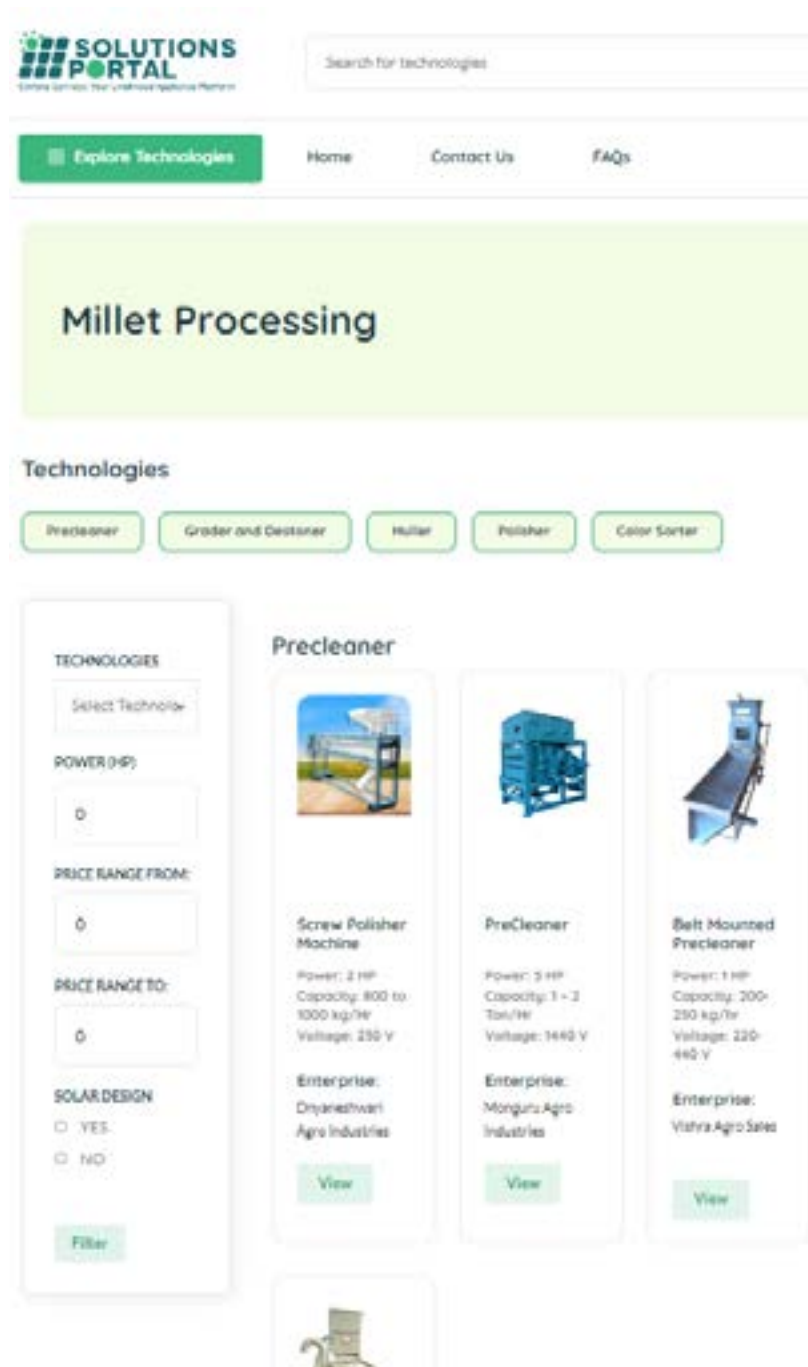 SOLUTIONS
PORTAL
Search for technologies
Explore Technologies
Home
Contact Us
FAQs
Millet Processing
Technologies
Precleaner
Grader and Destoner
Huller
Polisher
Color Sorter
TECHNOLOGIES
Select Technolo
POWER (HP)
0
PRICE RANGE FROM:
0
PRICE RANGE TO:
0
SOLAR DESIGN
YES
NO
Filter
Precleaner
Screw Polisher
Machine
Power: 2 HP
Capacity: 800 to
1000 kg/Hr
Voltage: 230 V
Enterprise:
Dnyaneshwari
Agro Industries
View
PreCleaner
Power: 5 HP
Capacity: 1 - 2
Ton/Hr
Voltage: 1440 V
Enterprise:
Monguru Agro
Industries
View
Belt Mounted
Precleaner
Power: 1 HP
Capacity: 200-
250 kg/hr
Voltage: 220-
440 V
Enterprise:
Agro Sales
View